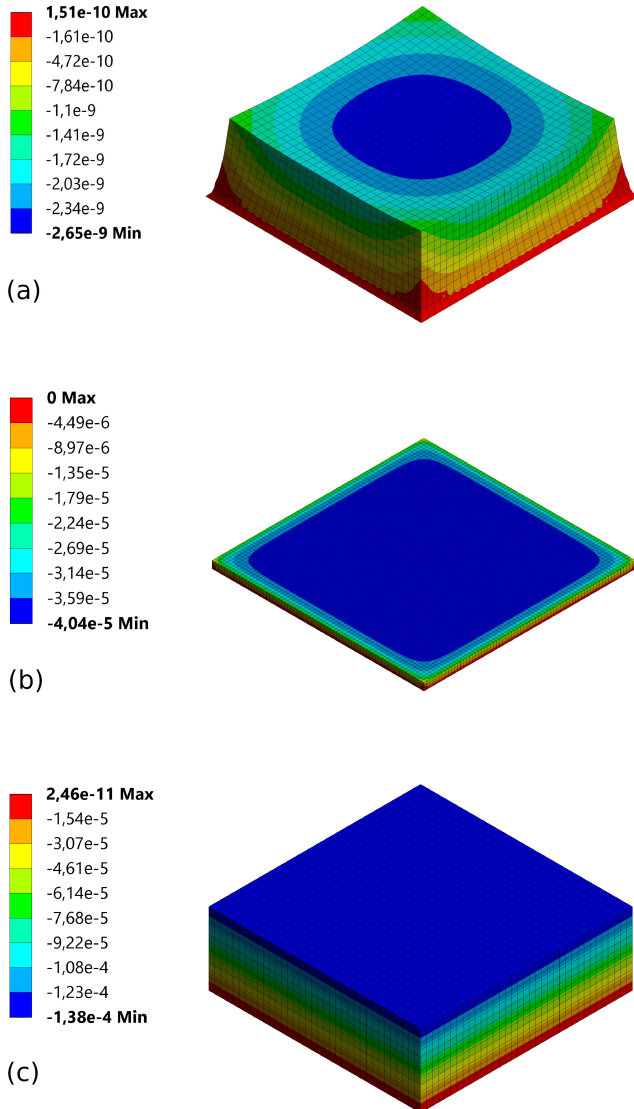 1,51e-10 Max
-1,61e-10
-4,72e-10
-7,84e-10
-1,1e-9
-1,41e-9
-1,72e-9
-2,03e-9
-2,34e-9
-2,65e-9 Min
(a)
0 Max
-4,49e-6
-8,97e-6
-1,35e-5
-1,79e-5
-2,24e-5
-2,69e-5
-3,14e-5
-3,59e-5
-4,04e-5 Min
(b)
2,46e-11 Max
-1,54e-5
-3,07e-5
-4,61e-5
-6,14e-5
-7,68e-5
-9,22e-5
-1,08e-4
-1,23e-4
-1,38e-4 Min
(c)